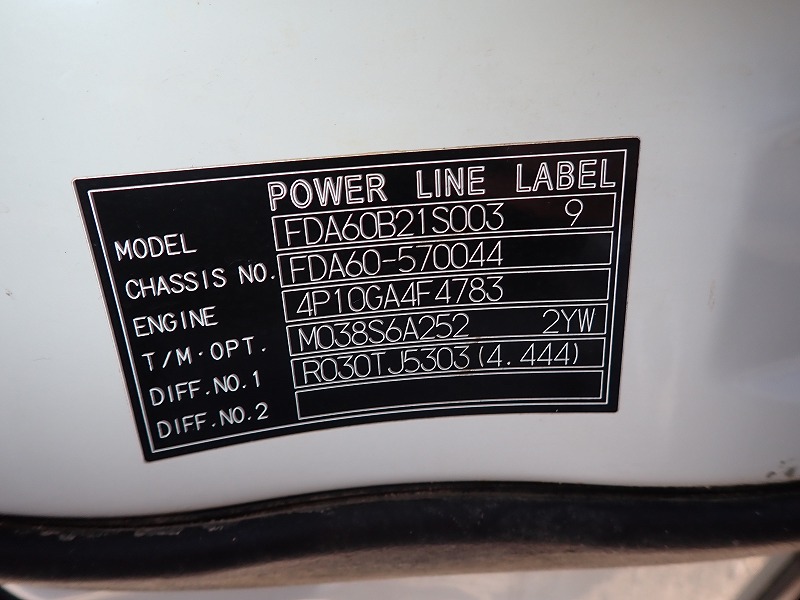 POWER LINE LABEL
MODEL FDA60B21S003 9
CHASSIS NO. FDA60-570044
ENGINE 4P10GA4F4783
T/M·OPT. M038S6A252 2YW
DIFF.NO.1 R030TJ5303(4.444)
DIFF.NO.2